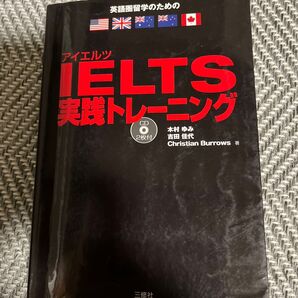 英語圏留学のための
アイエルツ
IELTS
実践トレーニング
CD
2枚付
木村 ゆみ
吉田 佳代
Christian Burrows 著
三修社